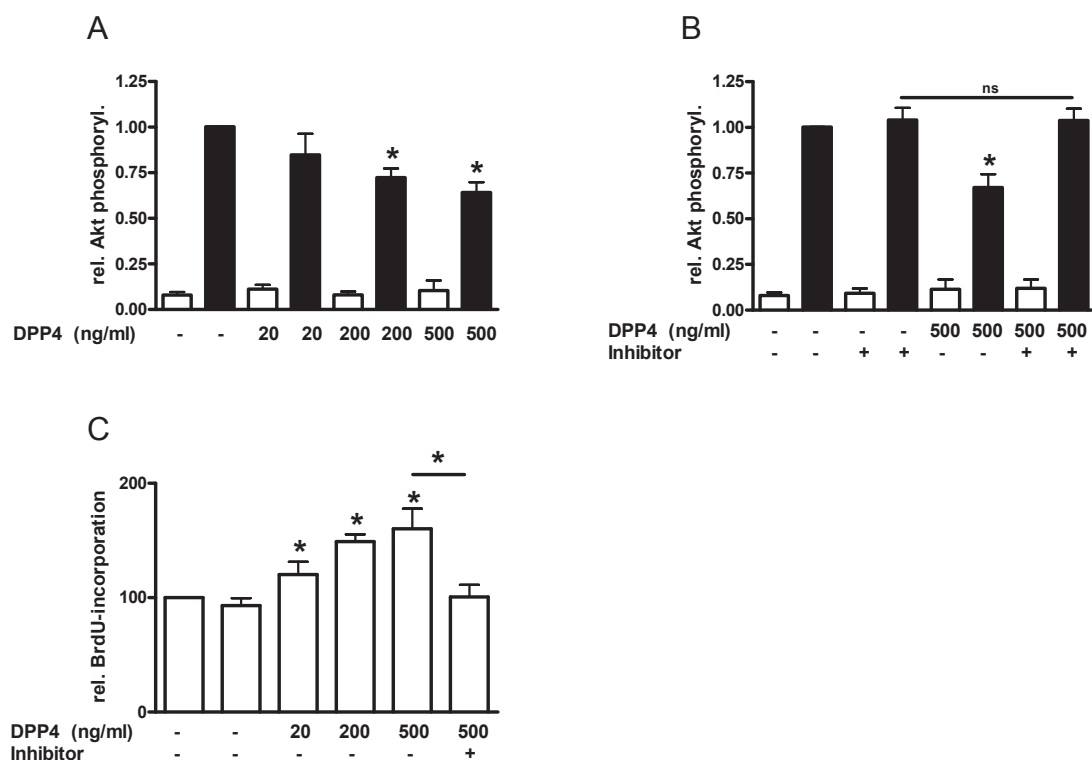 A
rel. Akt phosphoryl.
1.25
1.00
0.75
0.50
0.25
0.00
* *
DPP4 (ng/ml) - - 20 20 200 200 500 500
B
rel. Akt phosphoryl.
1.25
1.00
0.75
0.50
0.25
0.00
ns
*
DPP4 (ng/ml) - - - - 500 500 500 500
Inhibitor - - + + - - + +
C
rel. BrdU-incorporation
200
100
0
*
* * *
DPP4 (ng/ml) - - 20 200 500 500
Inhibitor - - - - - +